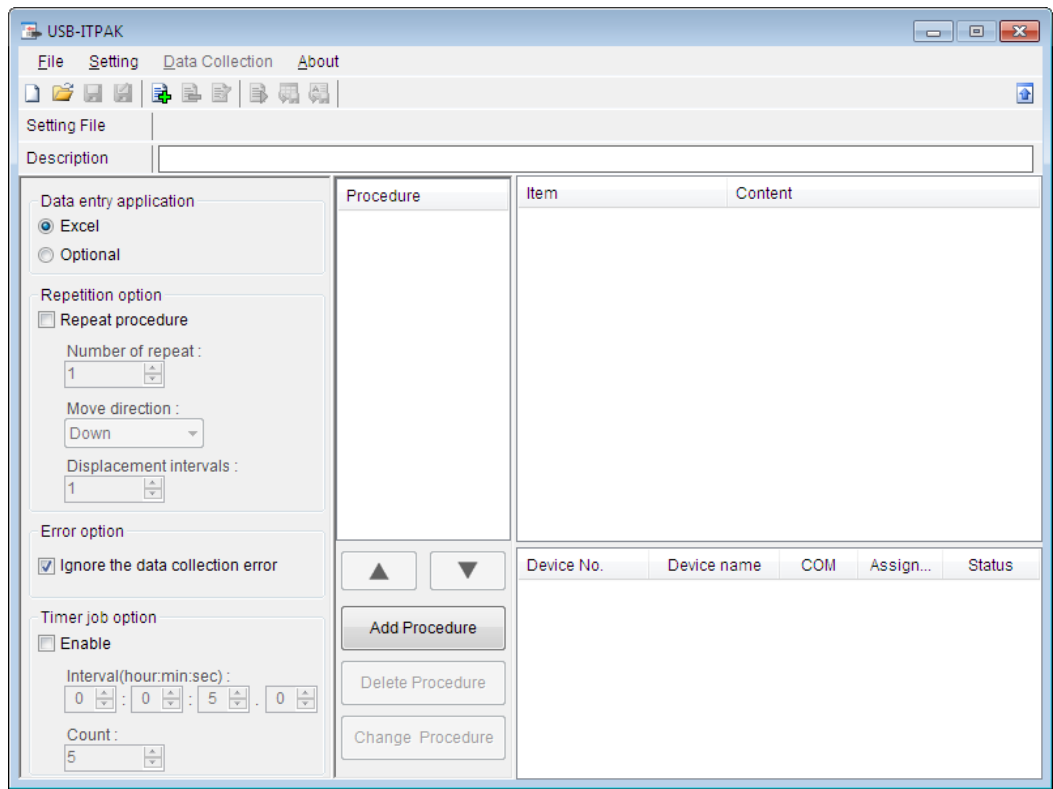 USB-ITPAK
File Setting Data Collection About
Setting File
Description
Data entry application
Excel
Optional
Repetition option
Repeat procedure
Number of repeat :
1
Move direction :
Down
Displacement intervals :
1
Error option
Ignore the data collection error
Timer job option
Enable
Interval(hour:min:sec) :
0 : 0 : 5 . 0
Count :
5
Procedure
Add Procedure
Delete Procedure
Change Procedure
Item Content
Device No. Device name COM Assign... Status